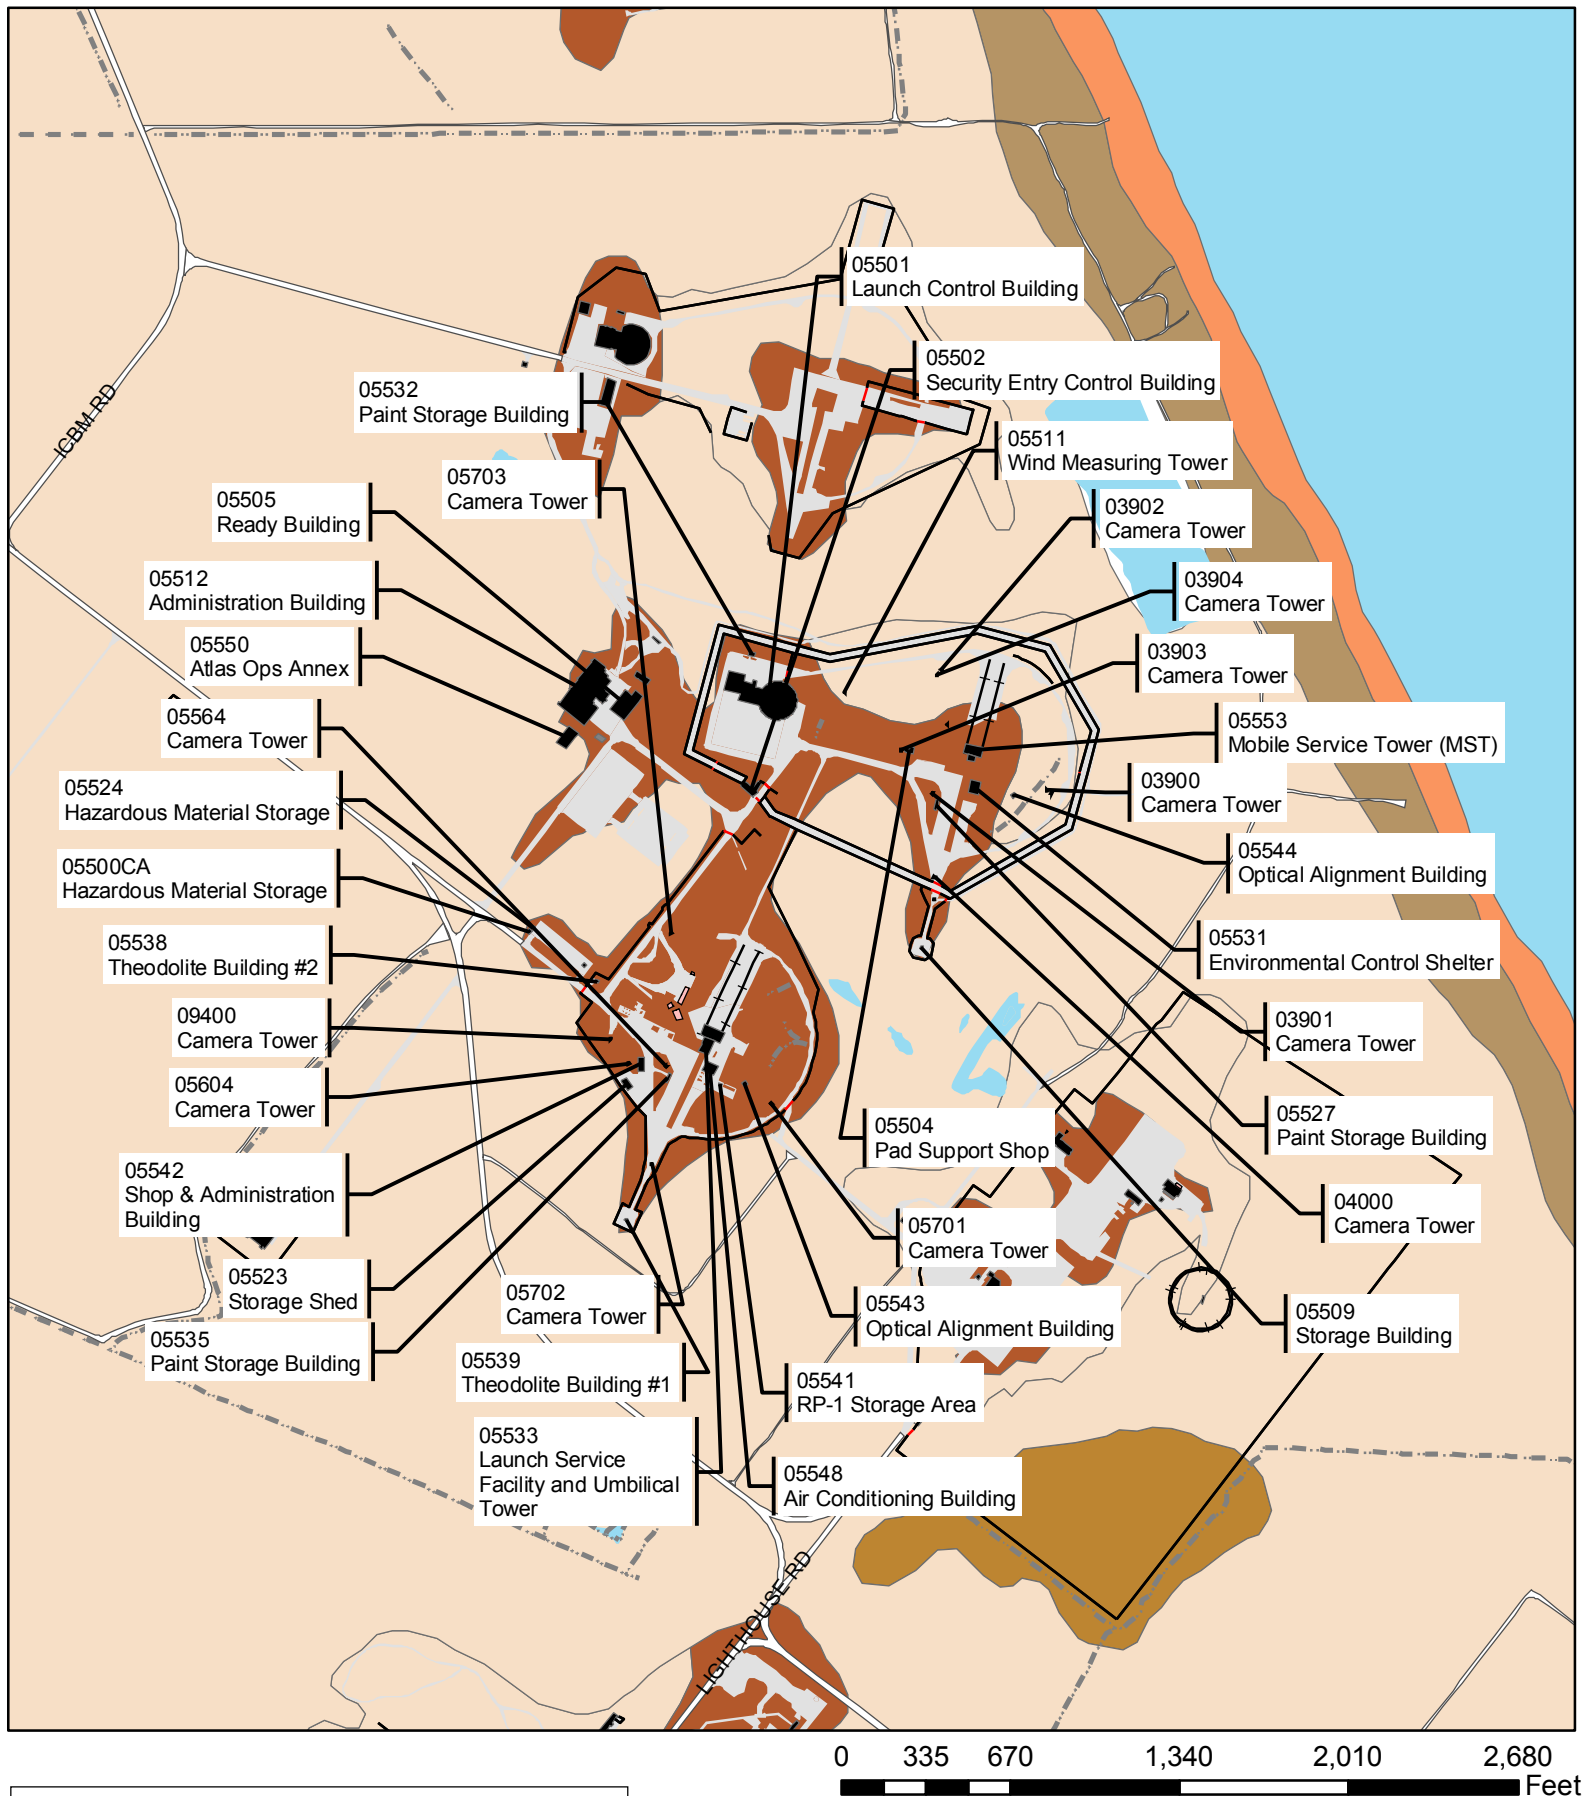 05501
Launch Control Building
05502
Security Entry Control Building
05532
Paint Storage Building
ICBM RD
05511
Wind Measuring Tower
05703
Camera Tower
05505
Ready Building
03902
Camera Tower
05512
Administration Building
03904
Camera Tower
05550
Atlas Ops Annex
03903
Camera Tower
05564
Camera Tower
05553
Mobile Service Tower (MST)
05524
Hazardous Material Storage
03900
Camera Tower
05500CA
Hazardous Material Storage
05544
Optical Alignment Building
05538
Theodolite Building #2
05531
Environmental Control Shelter
09400
Camera Tower
03901
Camera Tower
05604
Camera Tower
05527
Paint Storage Building
05504
Pad Support Shop
05542
Shop & Administration
Building
04000
Camera Tower
05701
Camera Tower
05523
Storage Shed
05702
Camera Tower
05543
Optical Alignment Building
05509
Storage Building
05535
Paint Storage Building
05539
Theodolite Building #1
05541
RP-1 Storage Area
05533
Launch Service
Facility and Umbilical
Tower
05548
Air Conditioning Building
LIGHTHOUSE RD
0 335 670 1,340 2,010 2,680
Feet